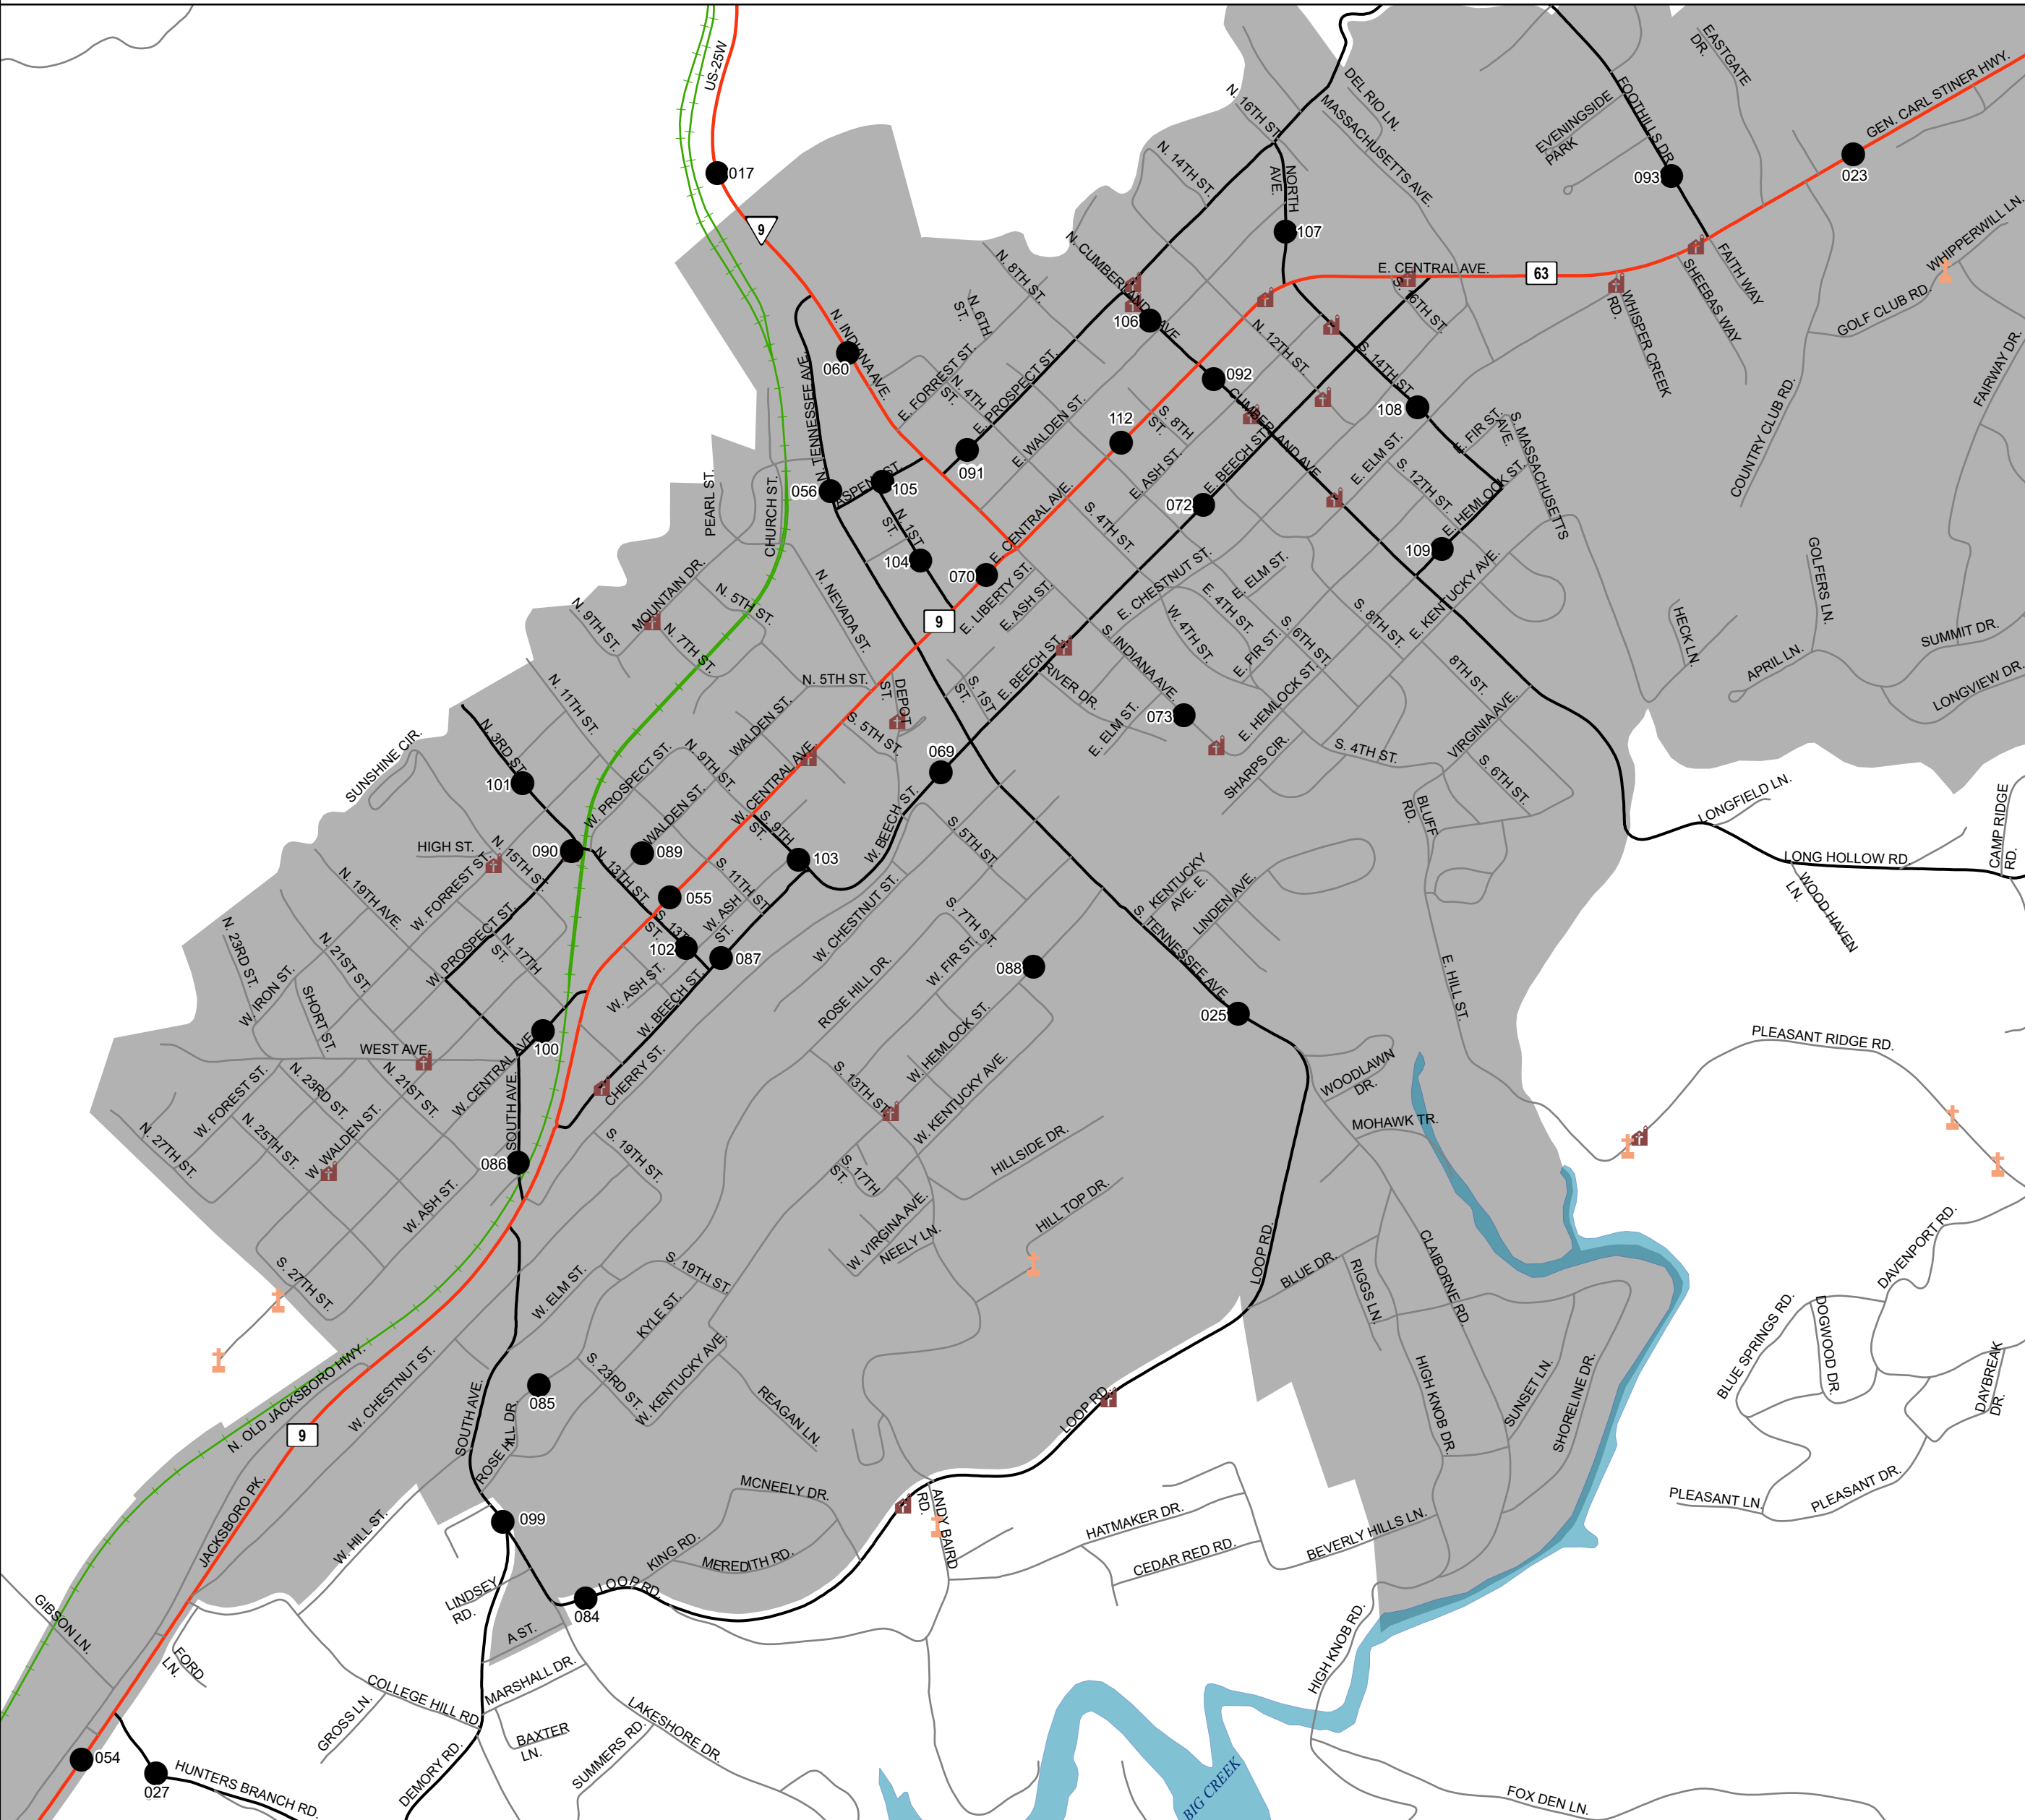 US-25W
017
9
N. 16TH ST.
DEL RIO LN.
MASSACHUSETTS AVE.
N. 14TH ST.
NORTH
AVE.
107
EASTGATE
DR.
FOOTHILLS DR.
EVENINGSIDE
PARK
093
GEN. CARL STINER HWY.
023
WHIPPERWILL LN.
GOLF CLUB RD.
FAITH WAY
SHEEBAS WAY
WHISPER CREEK
RD.
63
E. CENTRAL AVE.
S. 16TH ST.
FAIRWAY DR.
COUNTRY CLUB RD.
N. CUMBERLAND AVE
106
N. 8TH ST.
N. 6TH
ST.
N. 12TH ST.
092
S. 14TH ST.
108
N. INDIANA AVE.
060
N. TENNESSEE AVE.
E. FORREST ST.
N. 4TH
ST.
E. PROSPECT ST.
E. WALDEN ST.
112
S. 8TH
ST.
CUMBERLAND AVE
E. FIR ST.
S. MASSACHUSETTS
AVE.
091
E. ASH ST.
E. BEECH ST.
E. ELM ST.
S. 12TH ST.
E. HEMLOCK ST.
109
056
ASPEN ST.
105
N. 1ST
ST.
104
070
E. CENTRAL AVE.
S. 4TH ST.
072
PEARL ST.
CHURCH ST.
MOUNTAIN DR.
N. 5TH ST.
N. 9TH ST.
N. 7TH ST.
N. NEVADA ST.
9
E. LIBERTY ST.
E. ASH ST.
E. CHESTNUT ST.
E. ELM ST.
E. 4TH ST.
W. 4TH ST.
E. FIR ST.
S. 6TH ST.
S. 8TH ST.
E. KENTUCKY AVE.
8TH ST.
GOLFERS LN.
HECK LN.
APRIL LN.
SUMMIT DR.
LONGVIEW DR.
N. 5TH ST.
DEPOT
ST.
S. 1ST
ST.
E. BEECH ST.
RIVER DR.
S. INDIANA AVE
073
E. ELM ST.
E. HEMLOCK ST.
SHARPS CIR.
S. 4TH ST.
VIRGINIA AVE.
S. 6TH ST.
N. 11TH ST.
N. 3RD ST.
SUNSHINE CIR.
101
W. PROSPECT ST.
WALDEN ST.
N. 9TH ST.
S. 5TH ST.
W. CENTRAL AVE.
069
BLUFF
RD.
LONGFIELD LN.
LONG HOLLOW RD.
CAMP RIDGE
RD.
WOOD HAVEN
LN.
HIGH ST.
090
089
WALDEN ST.
S. 9TH
ST.
103
W. BEECH ST.
S. 5TH ST.
N. 15TH ST.
N. 19TH AVE.
W. FORREST ST.
N. 13TH ST.
055
S. 11TH ST.
W. ASH
ST.
S. 13TH
ST.
102
087
W. CHESTNUT ST.
S. 7TH ST.
W. FIR ST.
088
KENTUCKY
AVE. E.
LINDEN AVE.
S. TENNESSEE AVE
025
E. HILL ST.
N. 23RD ST.
W. IRON ST.
N. 21ST ST.
SHORT ST.
W. PROSPECT ST.
N. 17TH
ST.
W. ASH ST.
W. BEECH ST.
ROSE HILL DR.
W. HEMLOCK ST.
WEST AVE.
100
W. CENTRAL AVE
CHERRY ST.
S. 13TH ST.
W. KENTUCKY AVE.
WOODLAWN
DR.
MOHAWK TR.
PLEASANT RIDGE RD.
W. FOREST ST.
N. 23RD ST.
N. 21ST ST.
N. 25TH ST.
N. 27TH ST.
W. WALDEN ST.
SOUTH AVE.
086
S. 19TH ST.
S. 17TH
ST.
HILLSIDE DR.
HILL TOP DR.
W. VIRGINA AVE.
NEELY LN.
W. ASH ST.
S. 27TH ST.
W. ELM ST.
S. 19TH ST.
KYLE ST.
LOOP RD.
BLUE DR.
RIGGS LN.
CLAIBORNE RD.
DAVENPORT RD.
BLUE SPRINGS RD.
DOGWOOD DR.
DAYBREAK
DR.
N. OLD JACKSBORO HWY.
9
W. CHESTNUT ST.
SOUTH AVE.
085
ROSE HILL DR.
S. 23RD ST.
W. KENTUCKY AVE.
REAGAN LN.
LOOP RD.
HIGH KNOB DR.
SUNSET LN.
SHORELINE DR.
JACKSBORO PK.
W. HILL ST.
099
MCNEELY DR.
KING RD.
MEREDITH RD.
ANDY BAIRD
RD.
HATMAKER DR.
CEDAR RED RD.
BEVERLY HILLS LN.
PLEASANT LN.
PLEASANT DR.
GIBSON LN.
LINDSEY
RD.
LOOP RD.
084
A ST.
FORD
LN.
COLLEGE HILL RD.
MARSHALL DR.
GROSS LN.
BAXTER
LN.
SUMMERS RD.
LAKESHORE DR.
HIGH KNOB RD.
054
027
HUNTERS BRANCH RD.
DEMORY RD.
BIG CREEK
FOX DEN LN.